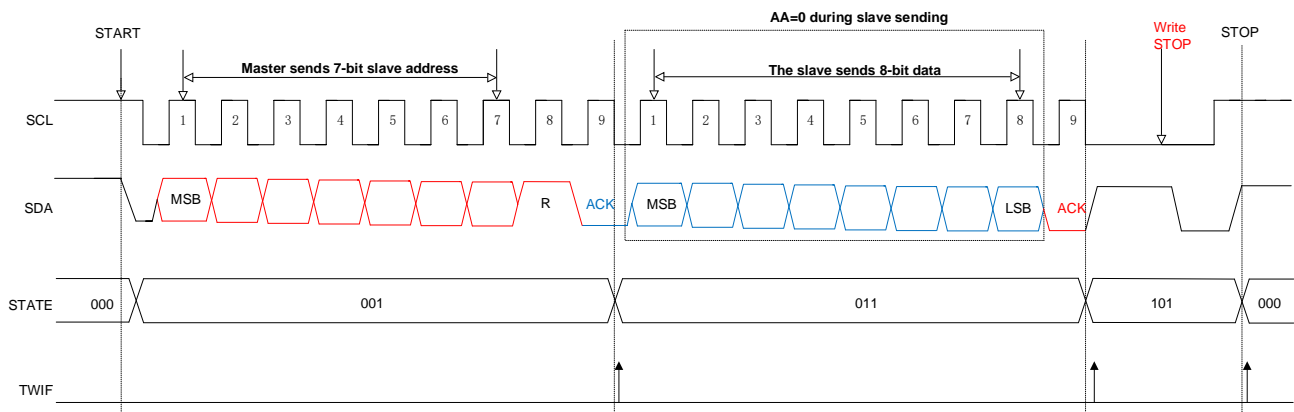 AA=0 during slave sending
START
Write
STOP
STOP
Master sends 7-bit slave address
The slave sends 8-bit data
SCL
1 2 3 4 5 6 7 8 9 1 2 3 4 5 6 7 8 9
SDA
MSB R ACK MSB LSB ACK
STATE 000 001 011 101 000
TWIF